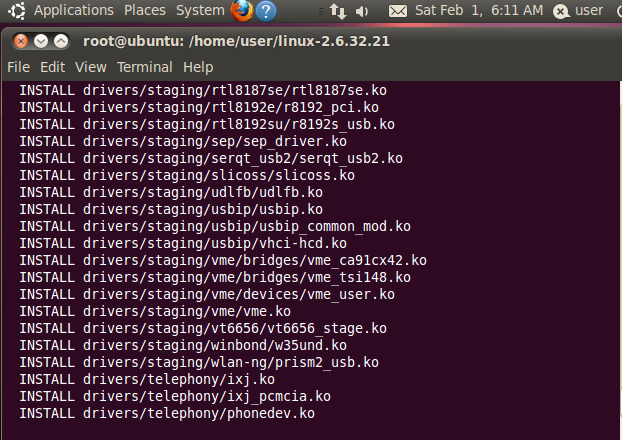 Applications Places System ? Sat Feb 1, 6:11 AM user
root@ubuntu: /home/user/linux-2.6.32.21
File Edit View Terminal Help
INSTALL drivers/staging/rtl8187se/rtl8187se.ko
INSTALL drivers/staging/rtl8192e/r8192_pci.ko
INSTALL drivers/staging/rtl8192su/r8192s_usb.ko
INSTALL drivers/staging/sep/sep_driver.ko
INSTALL drivers/staging/serqt_usb2/serqt_usb2.ko
INSTALL drivers/staging/slicoss/slicoss.ko
INSTALL drivers/staging/udlfb/udlfb.ko
INSTALL drivers/staging/usbip/usbip.ko
INSTALL drivers/staging/usbip/usbip_common_mod.ko
INSTALL drivers/staging/usbip/vhci-hcd.ko
INSTALL drivers/staging/vme/bridges/vme_ca91cx42.ko
INSTALL drivers/staging/vme/bridges/vme_tsi148.ko
INSTALL drivers/staging/vme/devices/vme_user.ko
INSTALL drivers/staging/vme/vme.ko
INSTALL drivers/staging/vt6656/vt6656_stage.ko
INSTALL drivers/staging/winbond/w35und.ko
INSTALL drivers/staging/wlan-ng/prism2_usb.ko
INSTALL drivers/telephony/ixj.ko
INSTALL drivers/telephony/ixj_pcmcia.ko
INSTALL drivers/telephony/phonedev.ko